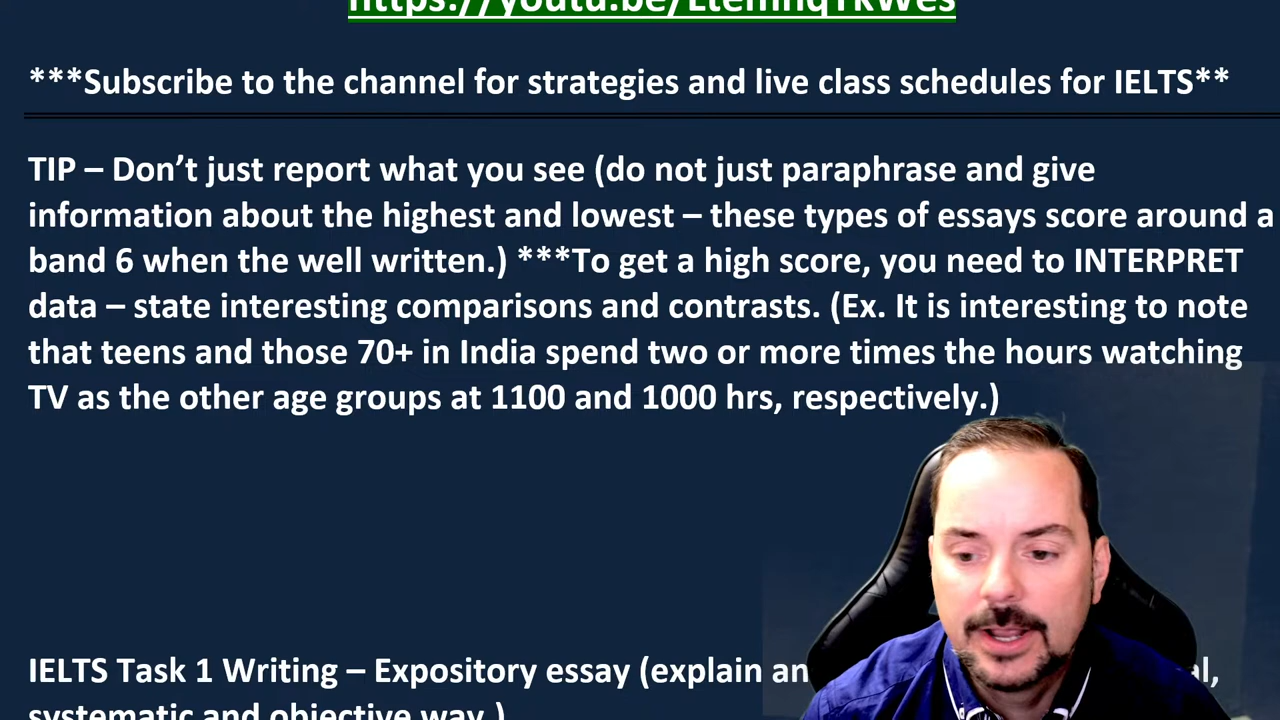 ***Subscribe to the channel for strategies and live class schedules for IELTS**
TIP – Don’t just report what you see (do not just paraphrase and give
information about the highest and lowest – these types of essays score around a
band 6 when the well written.) ***To get a high score, you need to INTERPRET
data – state interesting comparisons and contrasts. (Ex. It is interesting to note
that teens and those 70+ in India spend two or more times the hours watching
TV as the other age groups at 1100 and 1000 hrs, respectively.)
IELTS Task 1 Writing – Expository essay (explain an
systematic and objective way.)